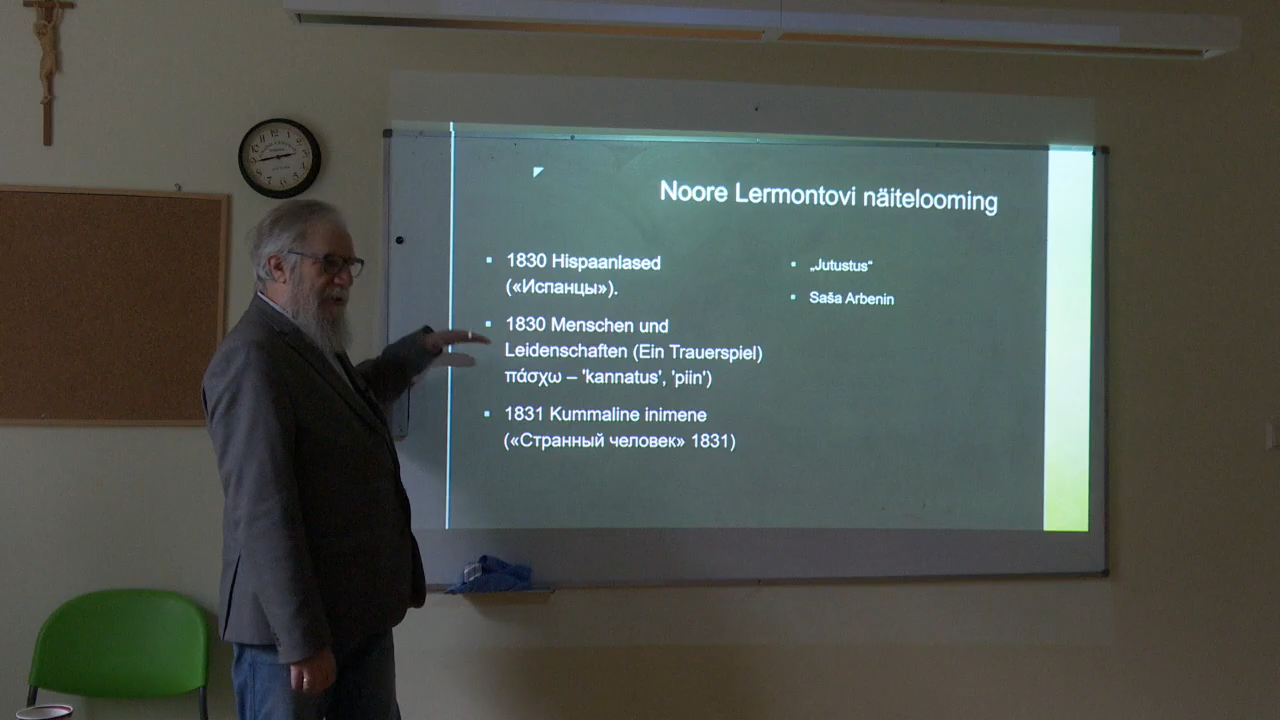 Noore Lermontovi näitelooming
1830 Hispaanlased
(«Испанцы»).
1830 Menschen und
Leidenschaften (Ein Trauerspiel)
πάσχω – 'kannatus', 'piin')
1831 Kummaline inimene
(«Странный человек» 1831)
„Jutustus“
Saša Arbenin